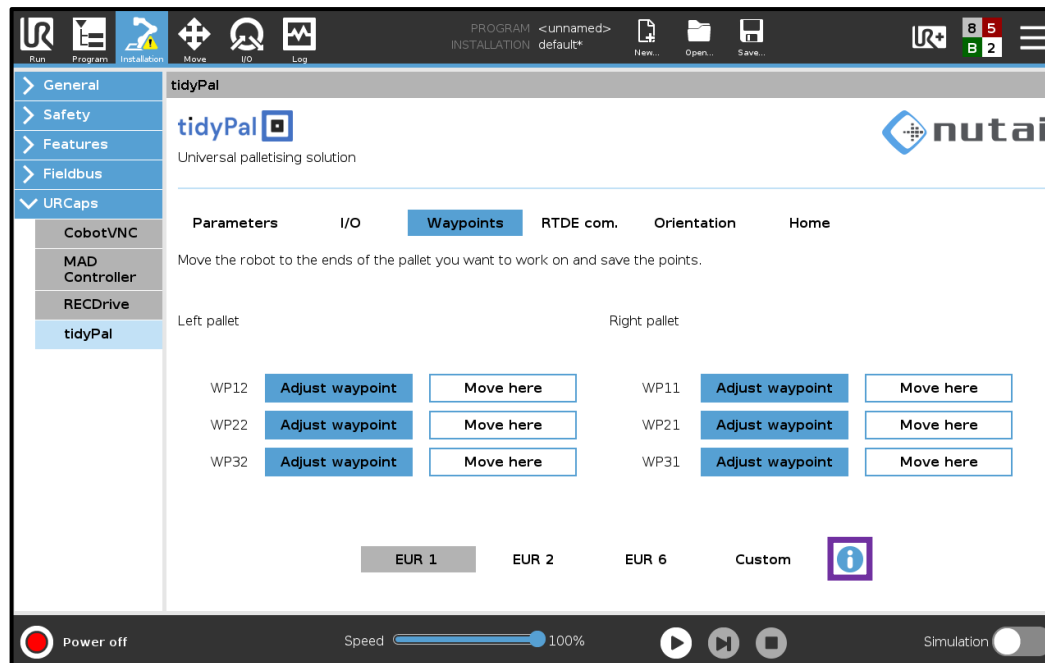 PROGRAM <unnamed>
INSTALLATION default*
Run Program Installation Move I/O Log New... Open... Save...
UR+
8 5
B 2
General
Safety
Features
Fieldbus
URCaps
CobotVNC
MAD
Controller
RECDrive
tidyPal
tidyPal
tidyPal
nutai
Universal palletising solution
Parameters I/O Waypoints RTDE com. Orientation Home
Move the robot to the ends of the pallet you want to work on and save the points.
Left pallet Right pallet
WP12 Adjust waypoint Move here WP11 Adjust waypoint Move here
WP22 Adjust waypoint Move here WP21 Adjust waypoint Move here
WP32 Adjust waypoint Move here WP31 Adjust waypoint Move here
EUR 1 EUR 2 EUR 6 Custom i
Power off Speed 100% Simulation